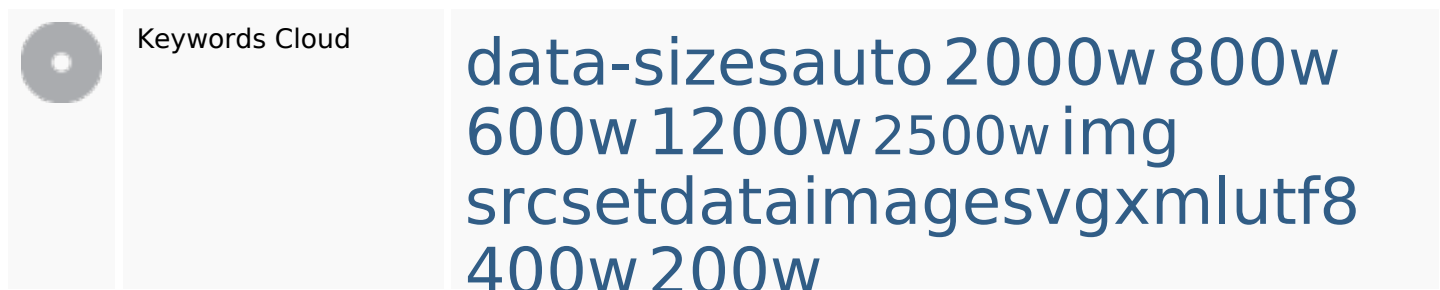 Keywords Cloud
data-sizesauto 2000w 800w
600w 1200w 2500w img
srcsetdataimagesvgxmlutf8
400w 200w